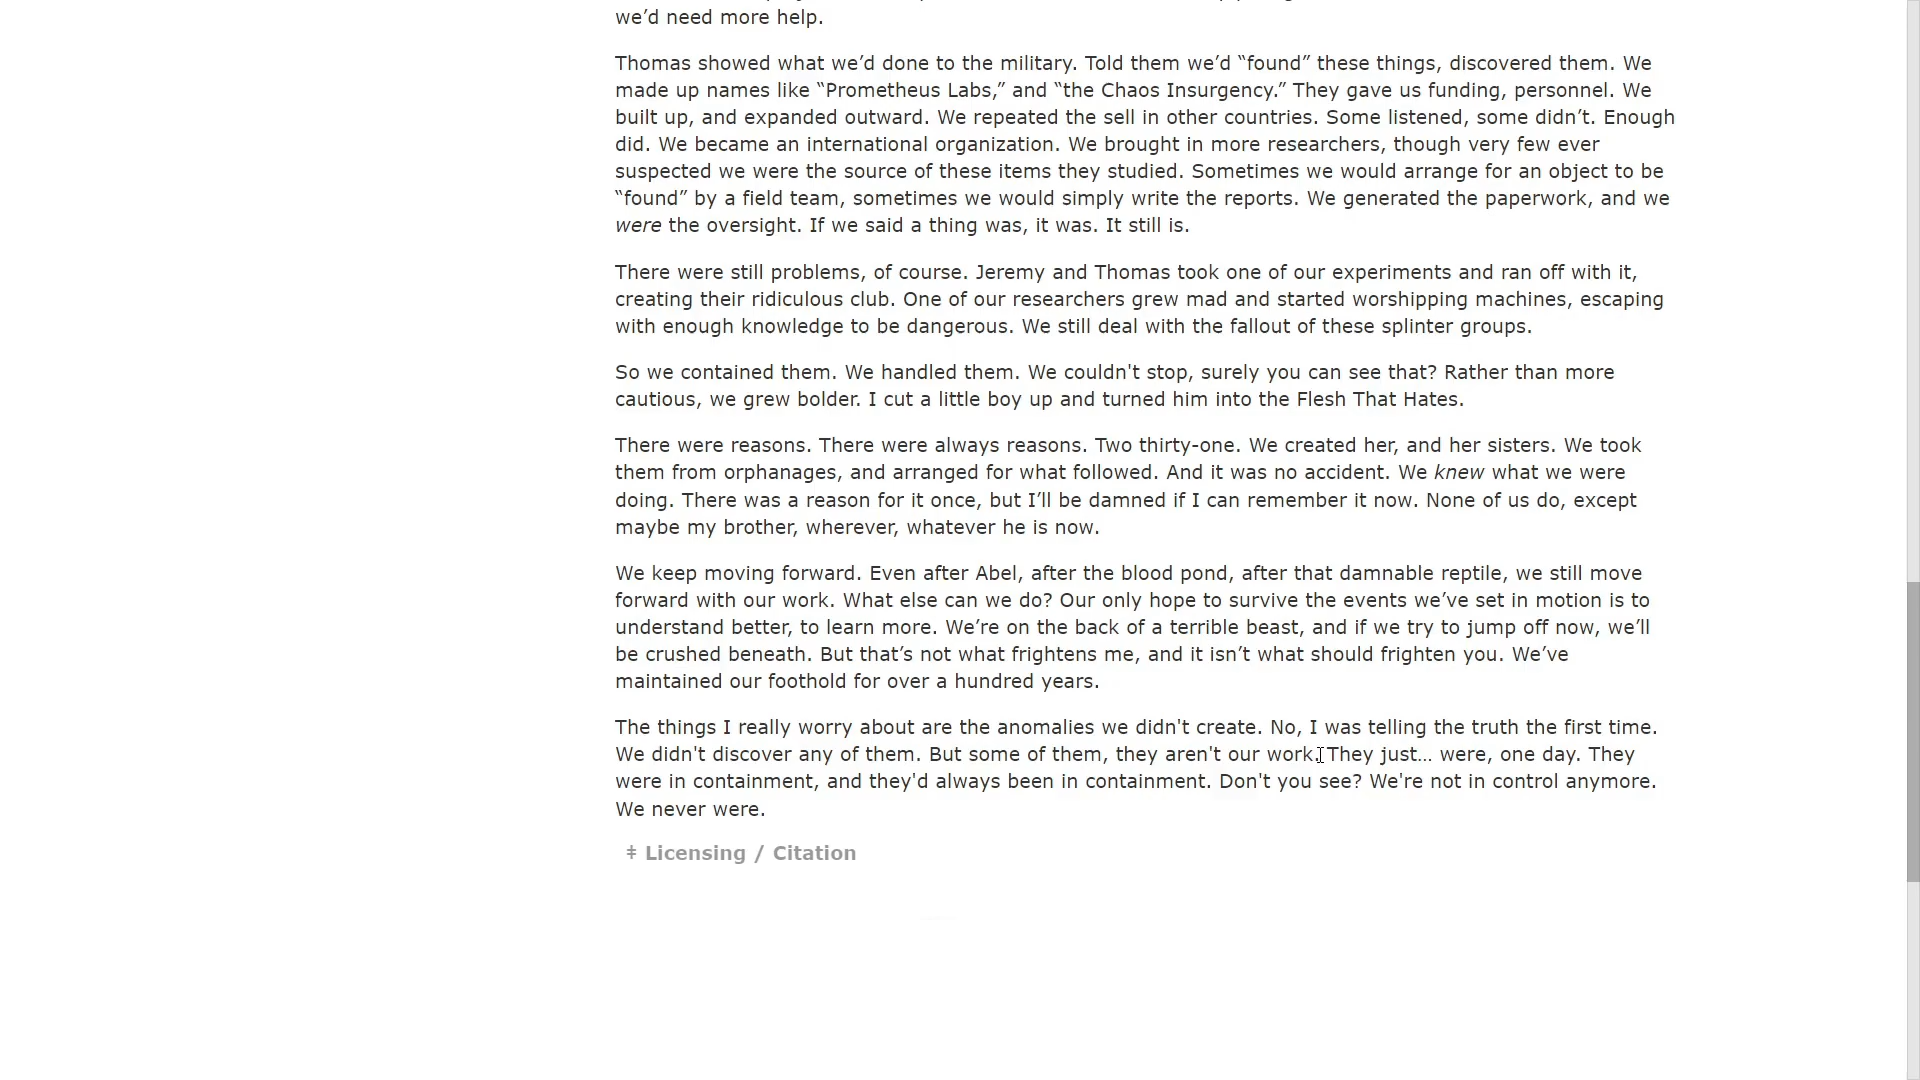 we’d need more help.
Thomas showed what we’d done to the military. Told them we’d “found” these things, discovered them. We
made up names like “Prometheus Labs,” and “the Chaos Insurgency.” They gave us funding, personnel. We
built up, and expanded outward. We repeated the sell in other countries. Some listened, some didn’t. Enough
did. We became an international organization. We brought in more researchers, though very few ever
suspected we were the source of these items they studied. Sometimes we would arrange for an object to be
“found” by a field team, sometimes we would simply write the reports. We generated the paperwork, and we
were the oversight. If we said a thing was, it was. It still is.
There were still problems, of course. Jeremy and Thomas took one of our experiments and ran off with it,
creating their ridiculous club. One of our researchers grew mad and started worshipping machines, escaping
with enough knowledge to be dangerous. We still deal with the fallout of these splinter groups.
So we contained them. We handled them. We couldn't stop, surely you can see that? Rather than more
cautious, we grew bolder. I cut a little boy up and turned him into the Flesh That Hates.
There were reasons. There were always reasons. Two thirty-one. We created her, and her sisters. We took
them from orphanages, and arranged for what followed. And it was no accident. We knew what we were
doing. There was a reason for it once, but I’ll be damned if I can remember it now. None of us do, except
maybe my brother, wherever, whatever he is now.
We keep moving forward. Even after Abel, after the blood pond, after that damnable reptile, we still move
forward with our work. What else can we do? Our only hope to survive the events we’ve set in motion is to
understand better, to learn more. We’re on the back of a terrible beast, and if we try to jump off now, we’ll
be crushed beneath. But that’s not what frightens me, and it isn’t what should frighten you. We’ve
maintained our foothold for over a hundred years.
The things I really worry about are the anomalies we didn't create. No, I was telling the truth the first time.
We didn't discover any of them. But some of them, they aren't our work. They just… were, one day. They
were in containment, and they'd always been in containment. Don't you see? We're not in control anymore.
We never were.
‡ Licensing / Citation